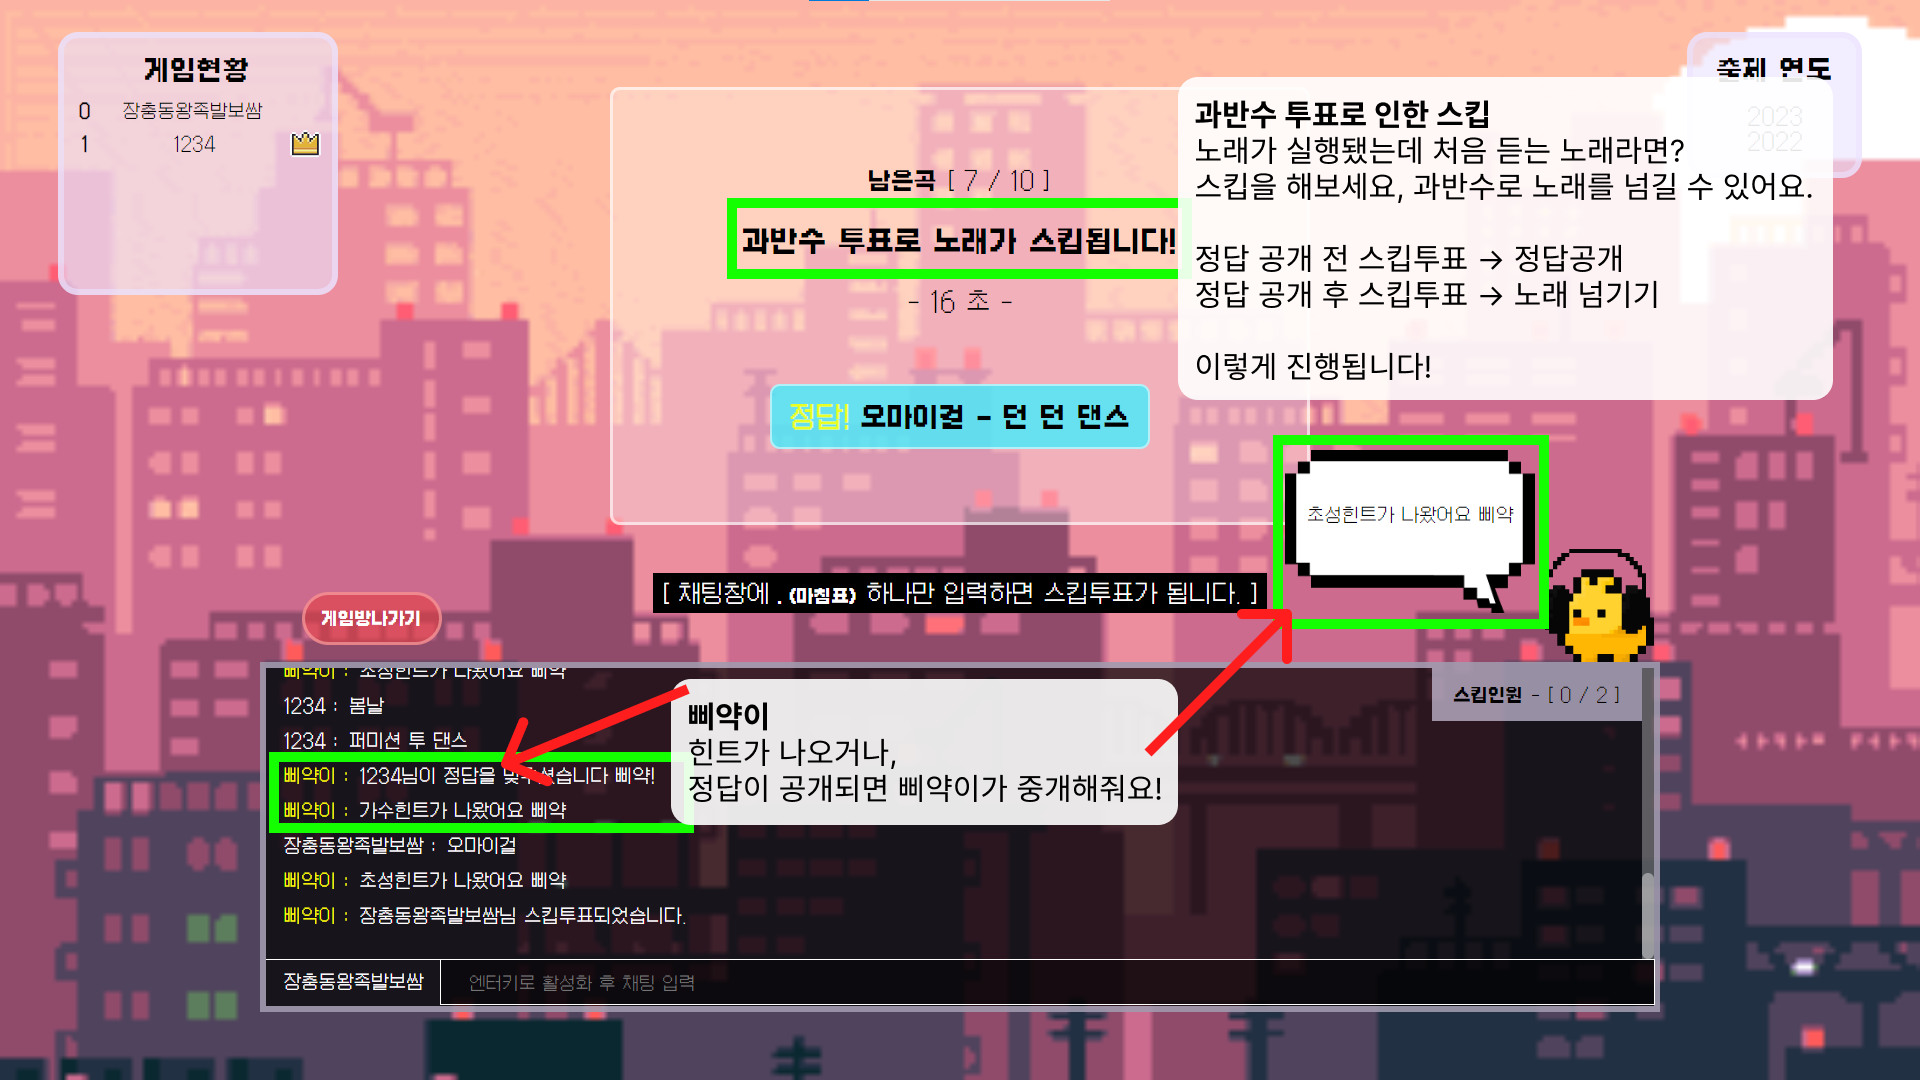 게임현황
0 장충동왕족발보쌈
1 1234
출제 연도
2023
2022
남은곡 [ 7 / 10 ]
과반수 투표로 노래가 스킵됩니다!
- 16 초 -
정답! 오마이걸 - 던 던 댄스
과반수 투표로 인한 스킵
노래가 실행됐는데 처음 듣는 노래라면?
스킵을 해보세요, 과반수로 노래를 넘길 수 있어요.
정답 공개 전 스킵투표 → 정답공개
정답 공개 후 스킵투표 → 노래 넘기기
이렇게 진행됩니다!
초성힌트가 나왔어요 삐약
[ 채팅창에 . (마침표) 하나만 입력하면 스킵투표가 됩니다. ]
게임방나가기
삐약이 : 초성힌트가 나왔어요 삐약
1234 : 봄날
1234 : 퍼미션 투 댄스
삐약이 : 1234님이 정답을 맞추셨습니다 삐약!
삐약이 : 가수힌트가 나왔어요 삐약
장충동왕족발보쌈 : 오마이걸
삐약이 : 초성힌트가 나왔어요 삐약
삐약이 : 장충동왕족발보쌈님 스킵투표되었습니다.
스킵인원 - [ 0 / 2 ]
삐약이
힌트가 나오거나,
정답이 공개되면 삐약이가 중개해줘요!
장충동왕족발보쌈
엔터키로 활성화 후 채팅 입력